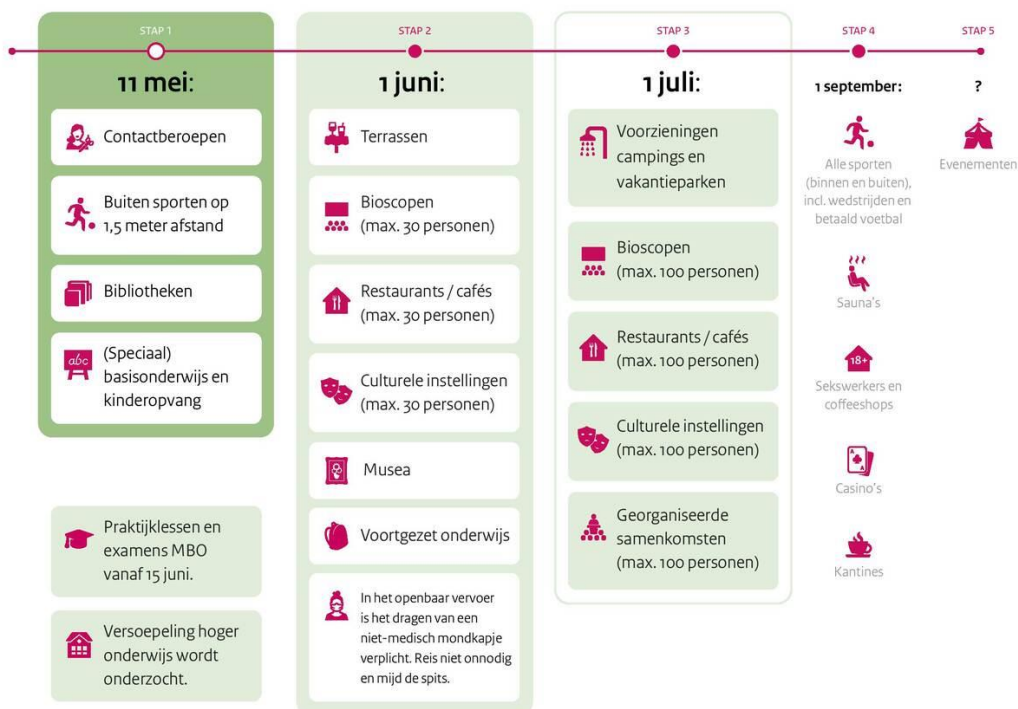 STAP 1
11 mei:
Contactberoepen
Buiten sporten op
1,5 meter afstand
Bibliotheken
abc
(Speciaal)
basisonderwijs en
kinderopvang
Praktijklessen en
examens MBO
vanaf 15 juni.
Versoepeling hoger
onderwijs wordt
onderzocht.
STAP 2
1 juni:
Terrassen
Bioscopen
(max. 30 personen)
Restaurants / cafés
(max. 30 personen)
Culturele instellingen
(max. 30 personen)
Musea
Voortgezet onderwijs
In het openbaar vervoer
is het dragen van een
niet-medisch mondkapje
verplicht. Reis niet onnodig
en mijd de spits.
STAP 3
1 juli:
Voorzieningen
campings en
vakantieparken
Bioscopen
(max. 100 personen)
Restaurants / cafés
(max. 100 personen)
Culturele instellingen
(max. 100 personen)
Georganiseerde
samenkomsten
(max. 100 personen)
STAP 4
1 september:
Alle sporten
(binnen en buiten),
incl. wedstrijden en
betaald voetbal
Sauna's
18+
Sekswerkers en
coffeeshops
A
A
Casino's
Kantines
STAP 5
?
Evenementen